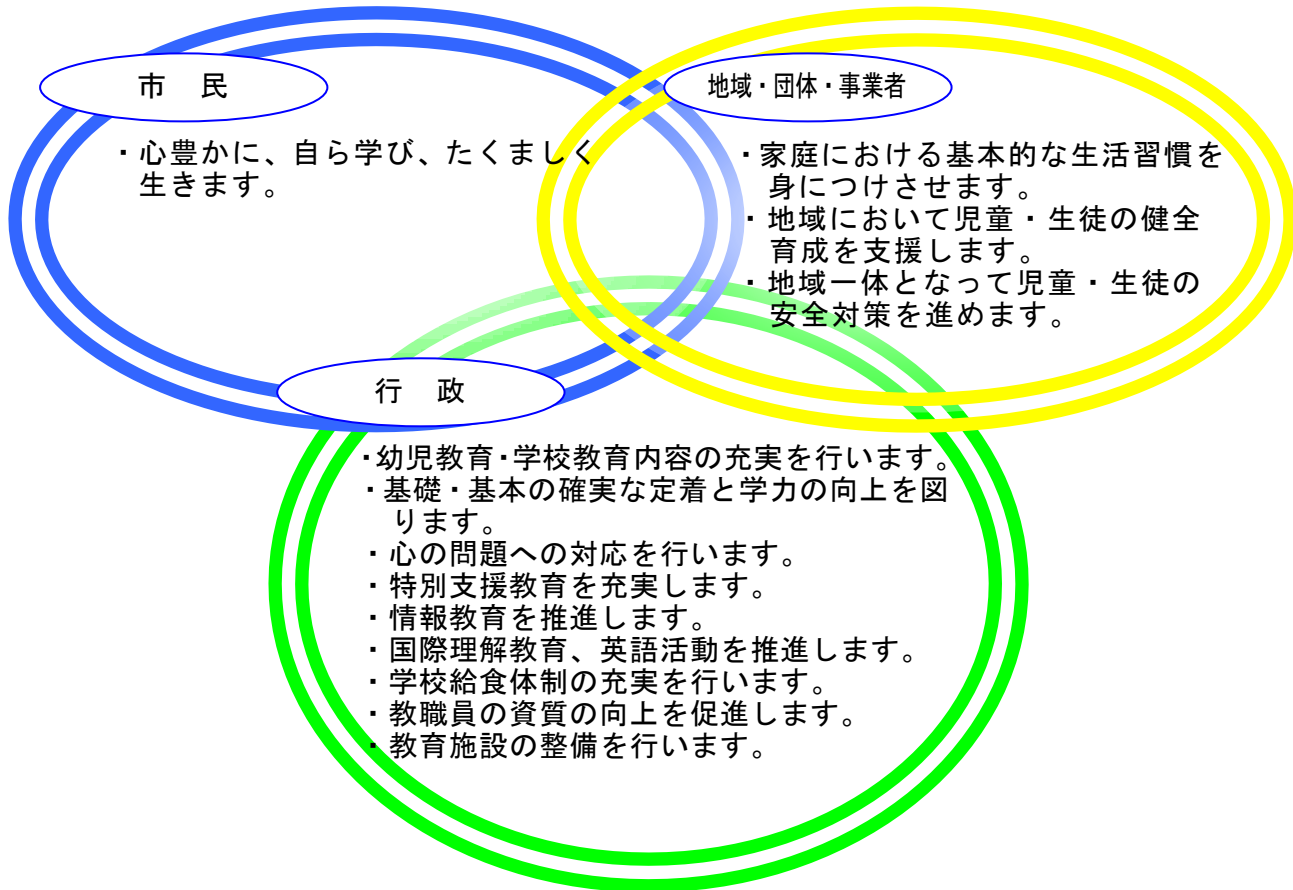 市　民
・心豊かに、自ら学び、たくましく
生きます。
地域・団体・事業者
・家庭における基本的な生活習慣を
身につけさせます。
・地域において児童・生徒の健全
育成を支援します。
・地域一体となって児童・生徒の
安全対策を進めます。
行　政
・幼児教育・学校教育内容の充実を行います。
・基礎・基本の確実な定着と学力の向上を図
ります。
・心の問題への対応を行います。
・特別支援教育を充実します。
・情報教育を推進します。
・国際理解教育、英語活動を推進します。
・学校給食体制の充実を行います。
・教職員の資質の向上を促進します。
・教育施設の整備を行います。